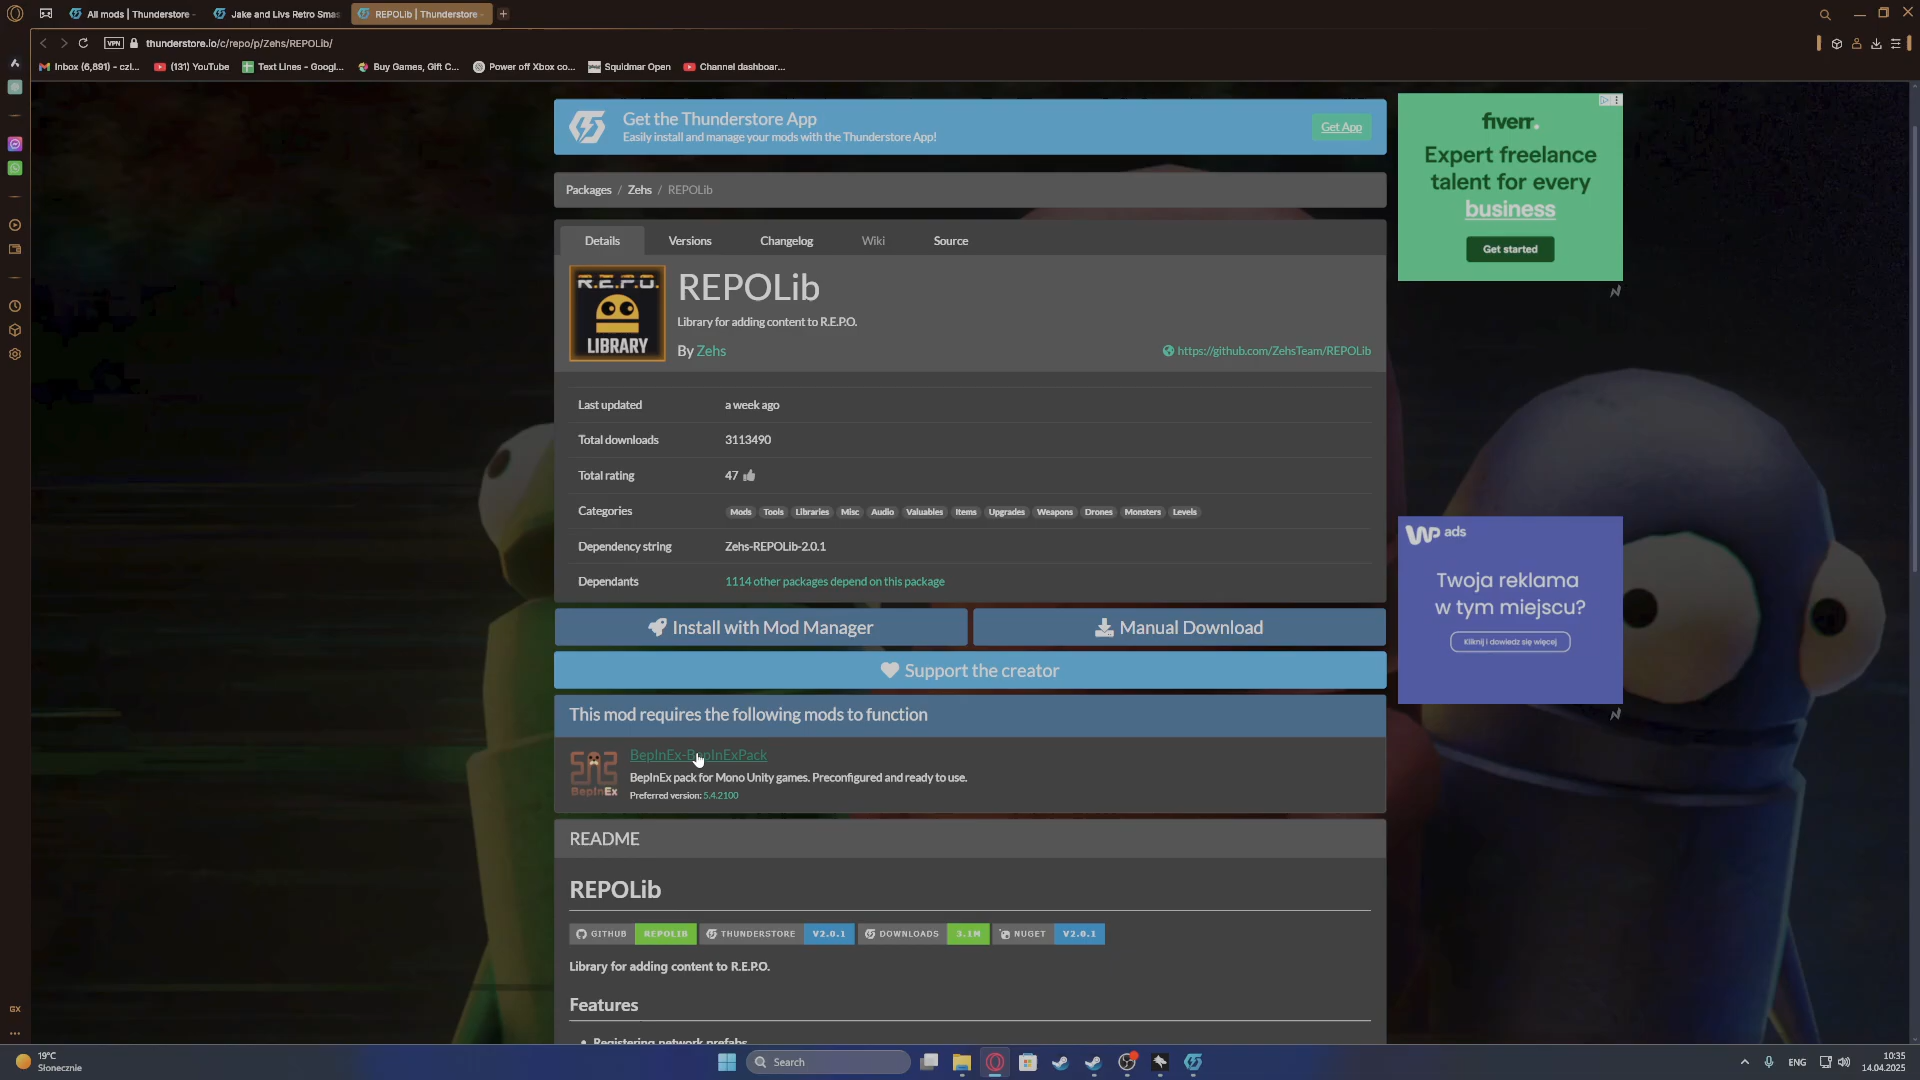 All mods | Thunderstore
Jake and Livs Retro Smas
REPOLib | Thunderstore
VPN
thunderstore.io/c/repo/p/Zehs/REPOLib/
Inbox (6,891) - czi...
(131) YouTube
Text Lines - Googl...
Buy Games, Gift C...
Power off Xbox co...
Squidmar Open
Channel dashboar...
Get the Thunderstore App
Easily install and manage your mods with the Thunderstore App!
Get App
Packages / Zehs / REPOLib
Details
Versions
Changelog
Wiki
Source
R.E.P.O.
LIBRARY
REPOLib
Library for adding content to R.E.P.O.
By Zehs
https://github.com/ZehsTeam/REPOLib
Last updated a week ago
Total downloads 3113490
Total rating 47
Categories Mods Tools Libraries Misc Audio Valuables Items Upgrades Weapons Drones Monsters Levels
Dependency string Zehs-REPOLib-2.0.1
Dependants 1114 other packages depend on this package
Install with Mod Manager
Manual Download
Support the creator
This mod requires the following mods to function
BepInEx
BepInEx-BepInExPack
BepInEx pack for Mono Unity games. Preconfigured and ready to use.
Preferred version: 5.4.2100
README
REPOLib
GITHUB REPOLIB
THUNDERSTORE V2.0.1
DOWNLOADS 3.1M
NUGET V2.0.1
Library for adding content to R.E.P.O.
Features
• Registering network prefabs
fiverr.
Expert freelance
talent for every
business
Get started
WP ads
Twoja reklama
w tym miejscu?
Kliknij i dowiedz się więcej
GX
19°C
Słonecznie
Search
ENG
10:35
14.04.2025